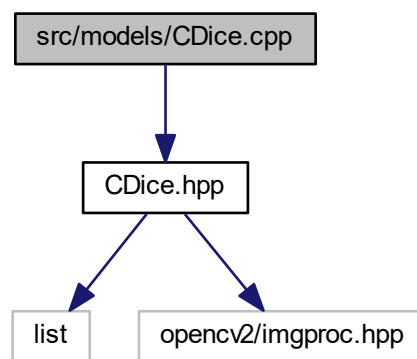 src/models/CDice.cpp
CDice.hpp
list
opencv2/imgproc.hpp